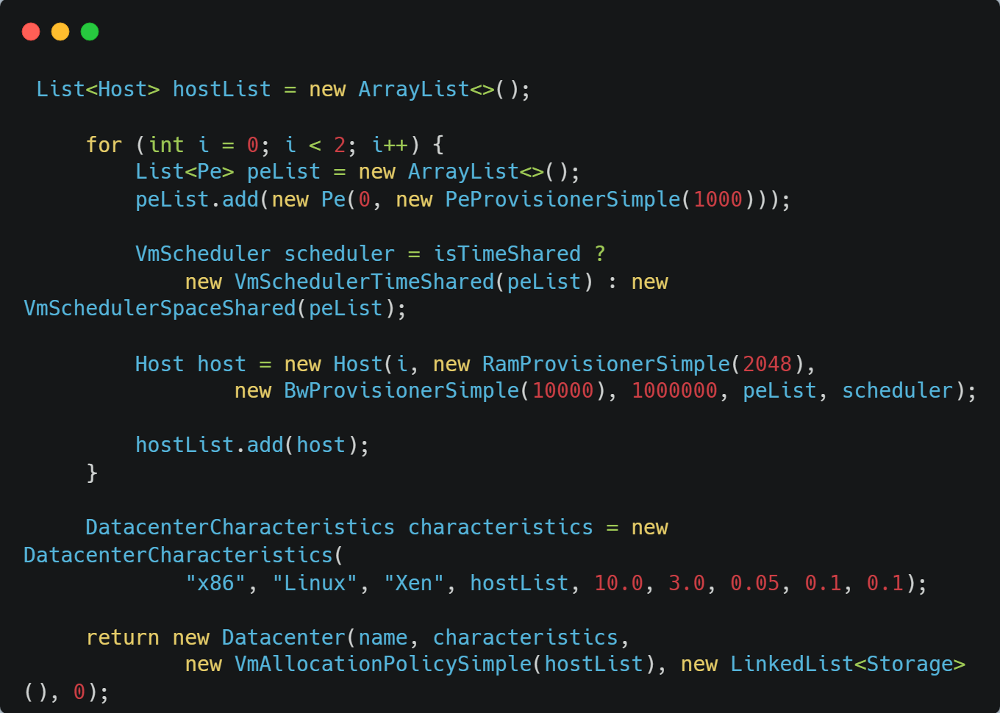 List<Host> hostList = new ArrayList<>();
for (int i = 0; i < 2; i++) {
List<Pe> peList = new ArrayList<>();
peList.add(new Pe(0, new PeProvisionerSimple(1000)));
VmScheduler scheduler = isTimeShared ?
new VmSchedulerTimeShared(peList) : new
VmSchedulerSpaceShared(peList);
Host host = new Host(i, new RamProvisionerSimple(2048),
new BwProvisionerSimple(10000), 1000000, peList, scheduler);
hostList.add(host);
}
DatacenterCharacteristics characteristics = new
DatacenterCharacteristics(
"x86", "Linux", "Xen", hostList, 10.0, 3.0, 0.05, 0.1, 0.1);
return new Datacenter(name, characteristics,
new VmAllocationPolicySimple(hostList), new LinkedList<Storage>
(), 0);